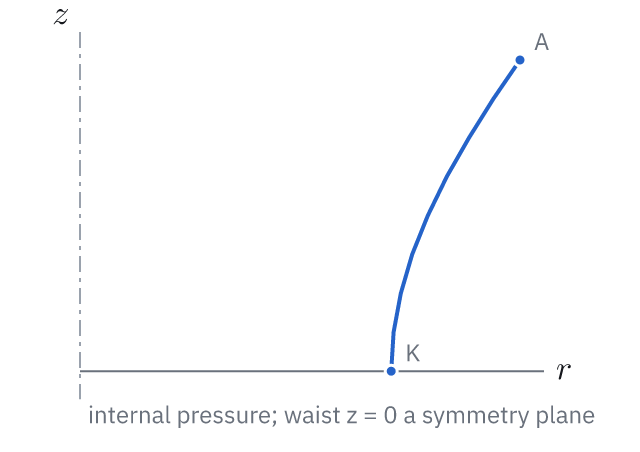 z
A
K
r
internal pressure; waist z = 0 a symmetry plane